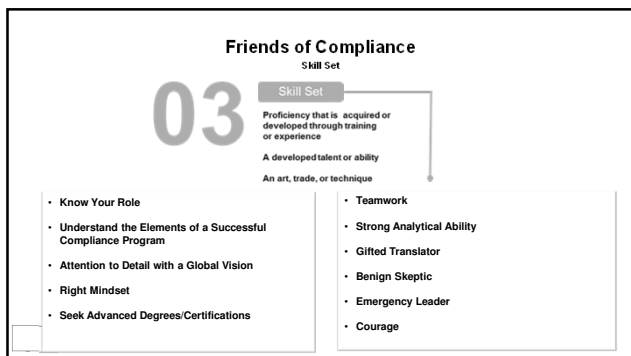 Friends of Compliance
Skill Set
03
Skill Set
Proficiency that is acquired or
developed through training
or experience
A developed talent or ability
An art, trade, or technique
• Know Your Role
• Understand the Elements of a Successful
Compliance Program
• Attention to Detail with a Global Vision
• Right Mindset
• Seek Advanced Degrees/Certifications
• Teamwork
• Strong Analytical Ability
• Gifted Translator
• Benign Skeptic
• Emergency Leader
• Courage